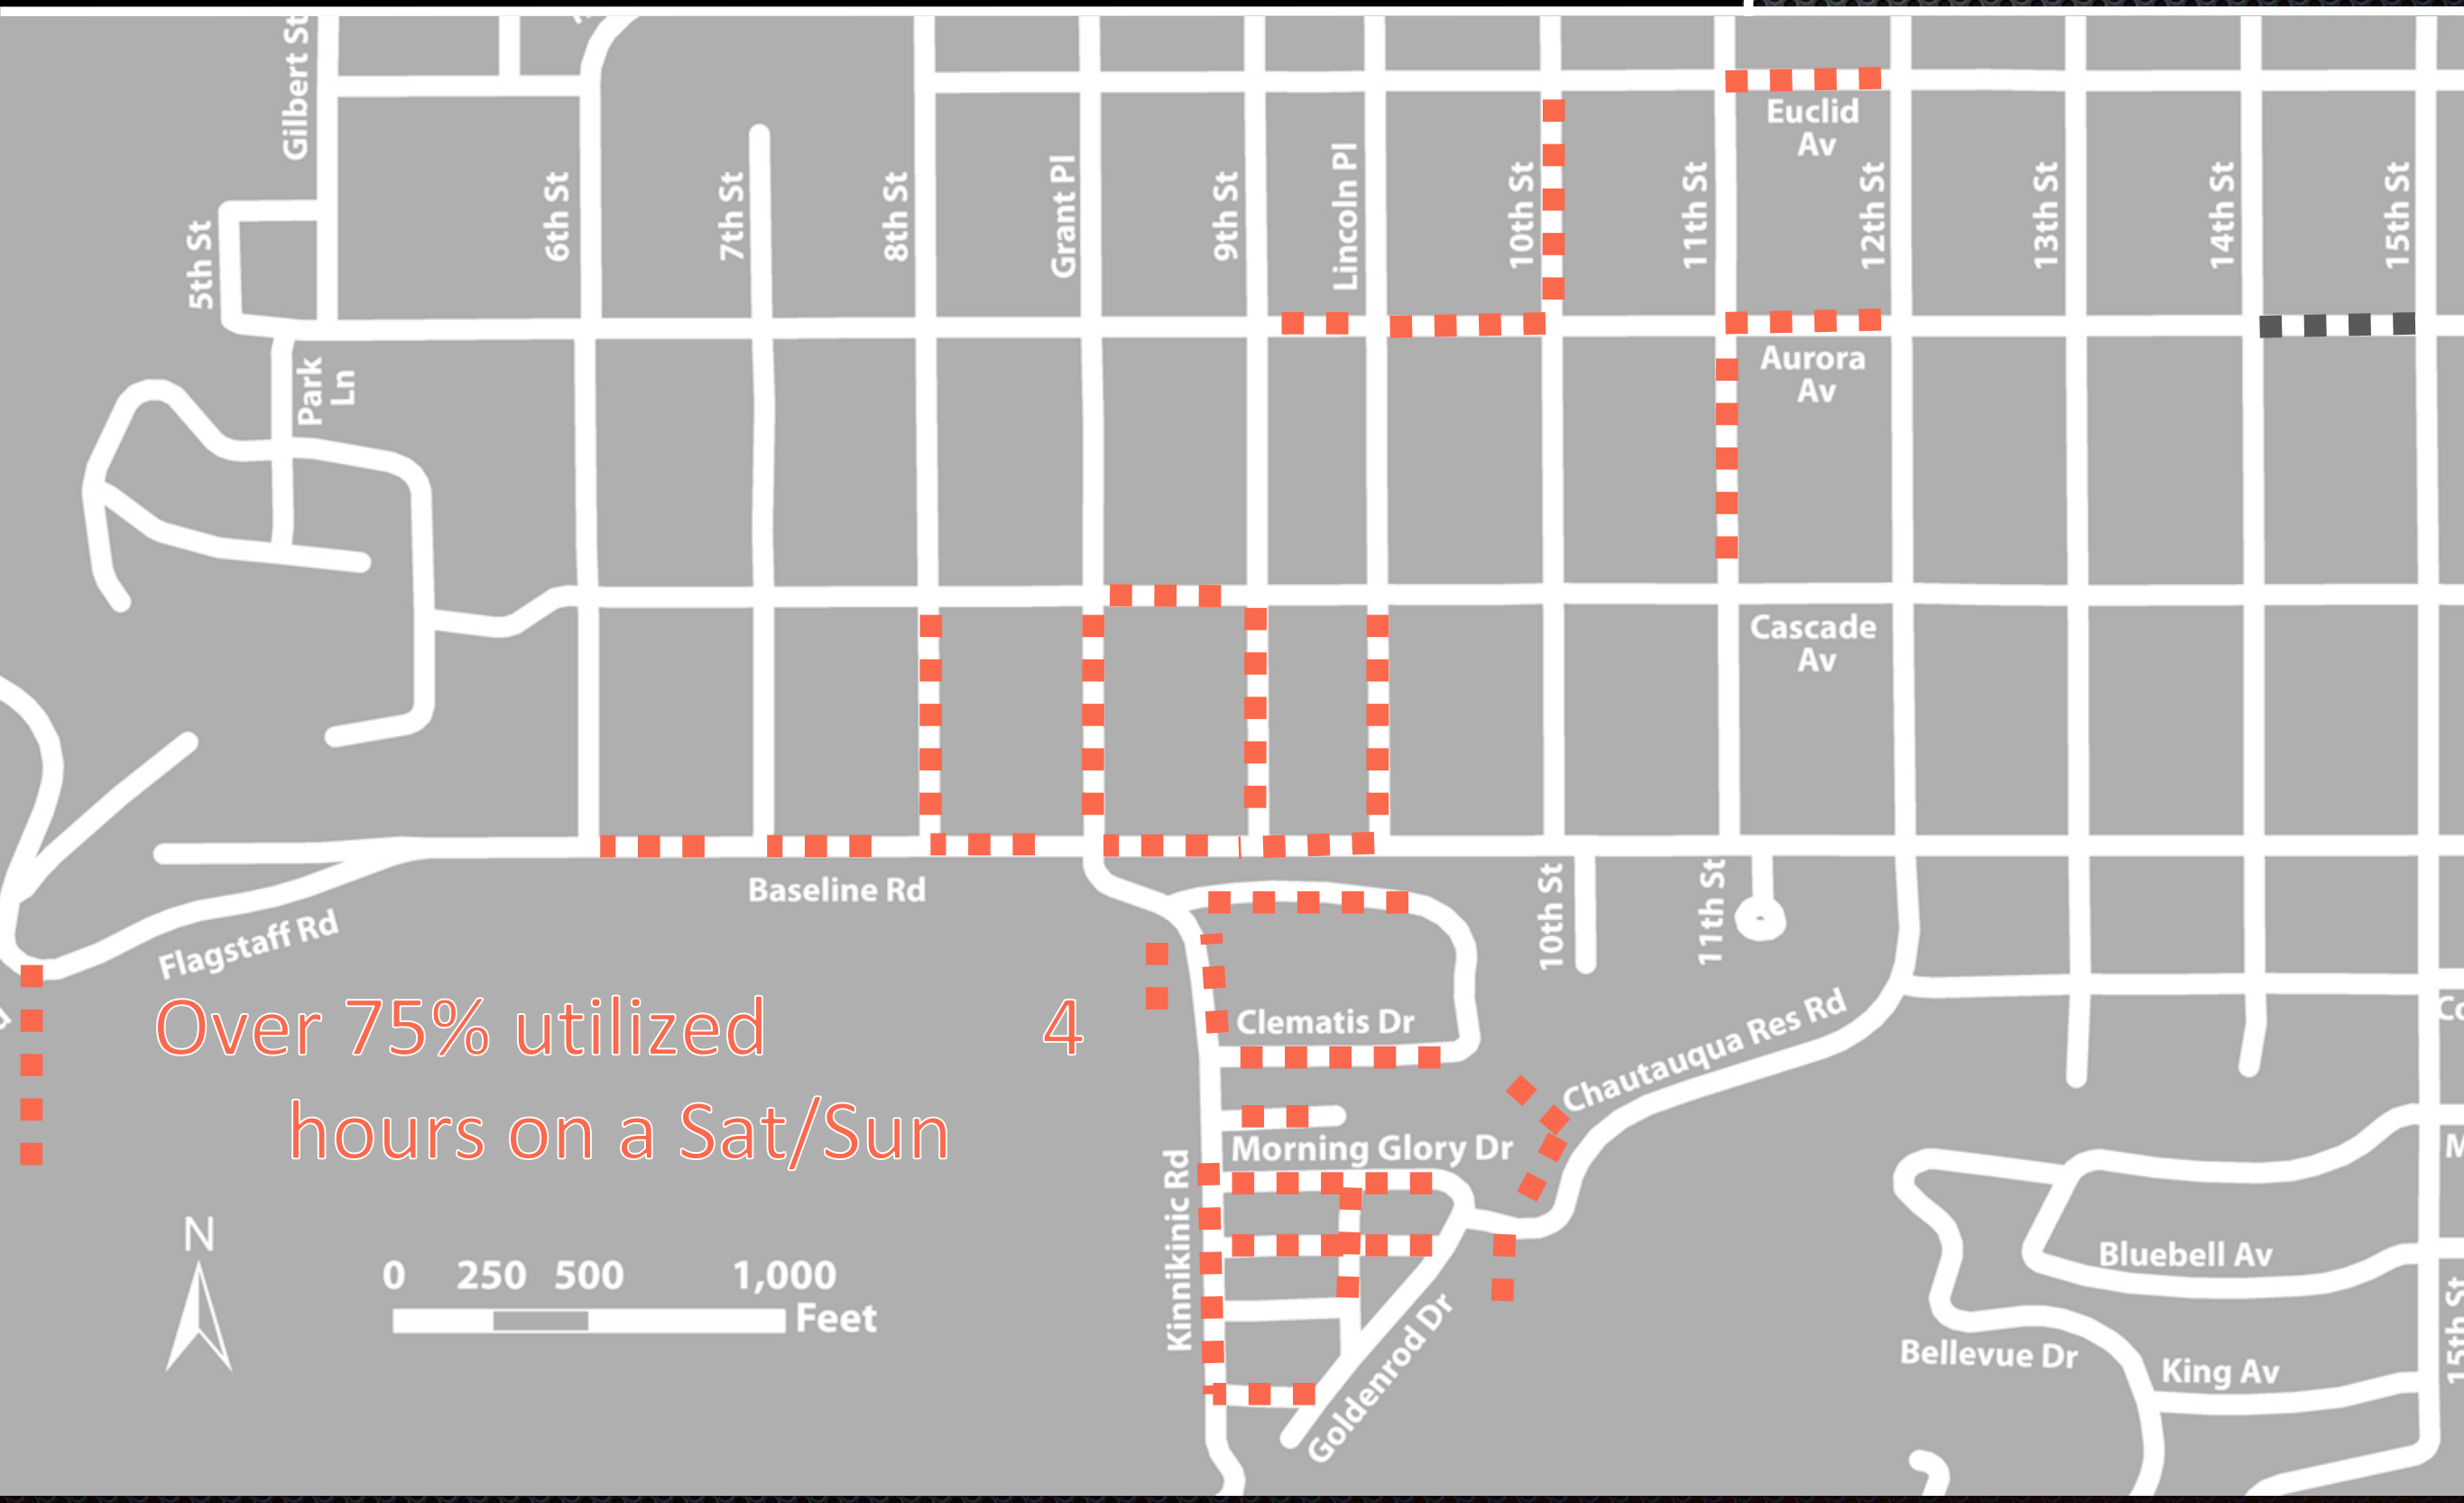 Gilbert St
Euclid
Av
5th St
6th St
7th St
8th St
Grant Pl
9th St
Lincoln Pl
10th St
11th St
12th St
13th St
14th St
15th St
Park
Ln
Aurora
Av
Cascade
Av
Baseline Rd
Flagstaff Rd
10th St
11th St
Over 75% utilized 4
hours on a Sat/Sun
Clematis Dr
Chautauqua Res Rd
Morning Glory Dr
Kinnikinic Rd
Goldenrod Dr
N
0 250 500 1,000
Feet
Bluebell Av
Bellevue Dr
King Av
15th St